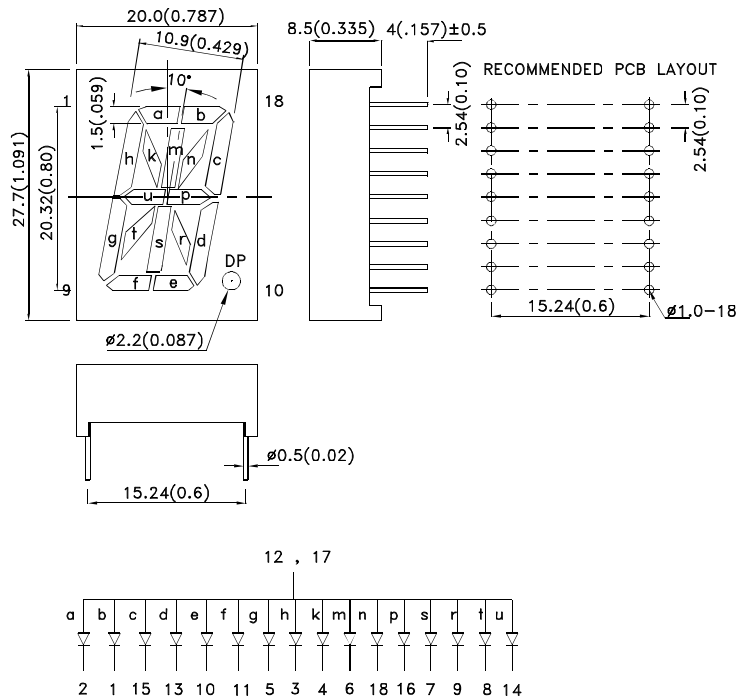 20.0(0.787)
10.9(0.429)
10°
1.5(.059)
27.7(1.091)
20.32(0.80)
1
18
9
10
a b
h k m n c
u p
g t s r d
f e
DP
ø2.2(0.087)
8.5(0.335)
4(.157)±0.5
2.54(0.10)
RECOMMENDED PCB LAYOUT
2.54(0.10)
15.24(0.6)
ø1.0-18
ø0.5(0.02)
15.24(0.6)
12 , 17
a b c d e f g h k m n p s r t u
2 1 15 13 10 11 5 3 4 6 18 16 7 9 8 14